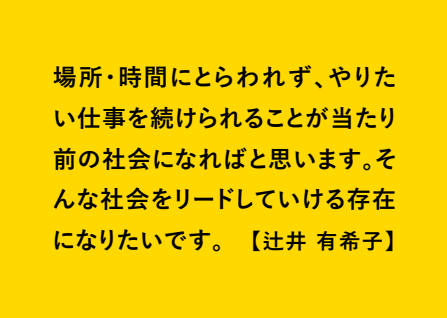 場所・時間にとらわれず、やりた
い仕事を続けられることが当たり
前の社会になればと思います。そ
んな社会をリードしていける存在
になりたいです。 【辻井 有希子】